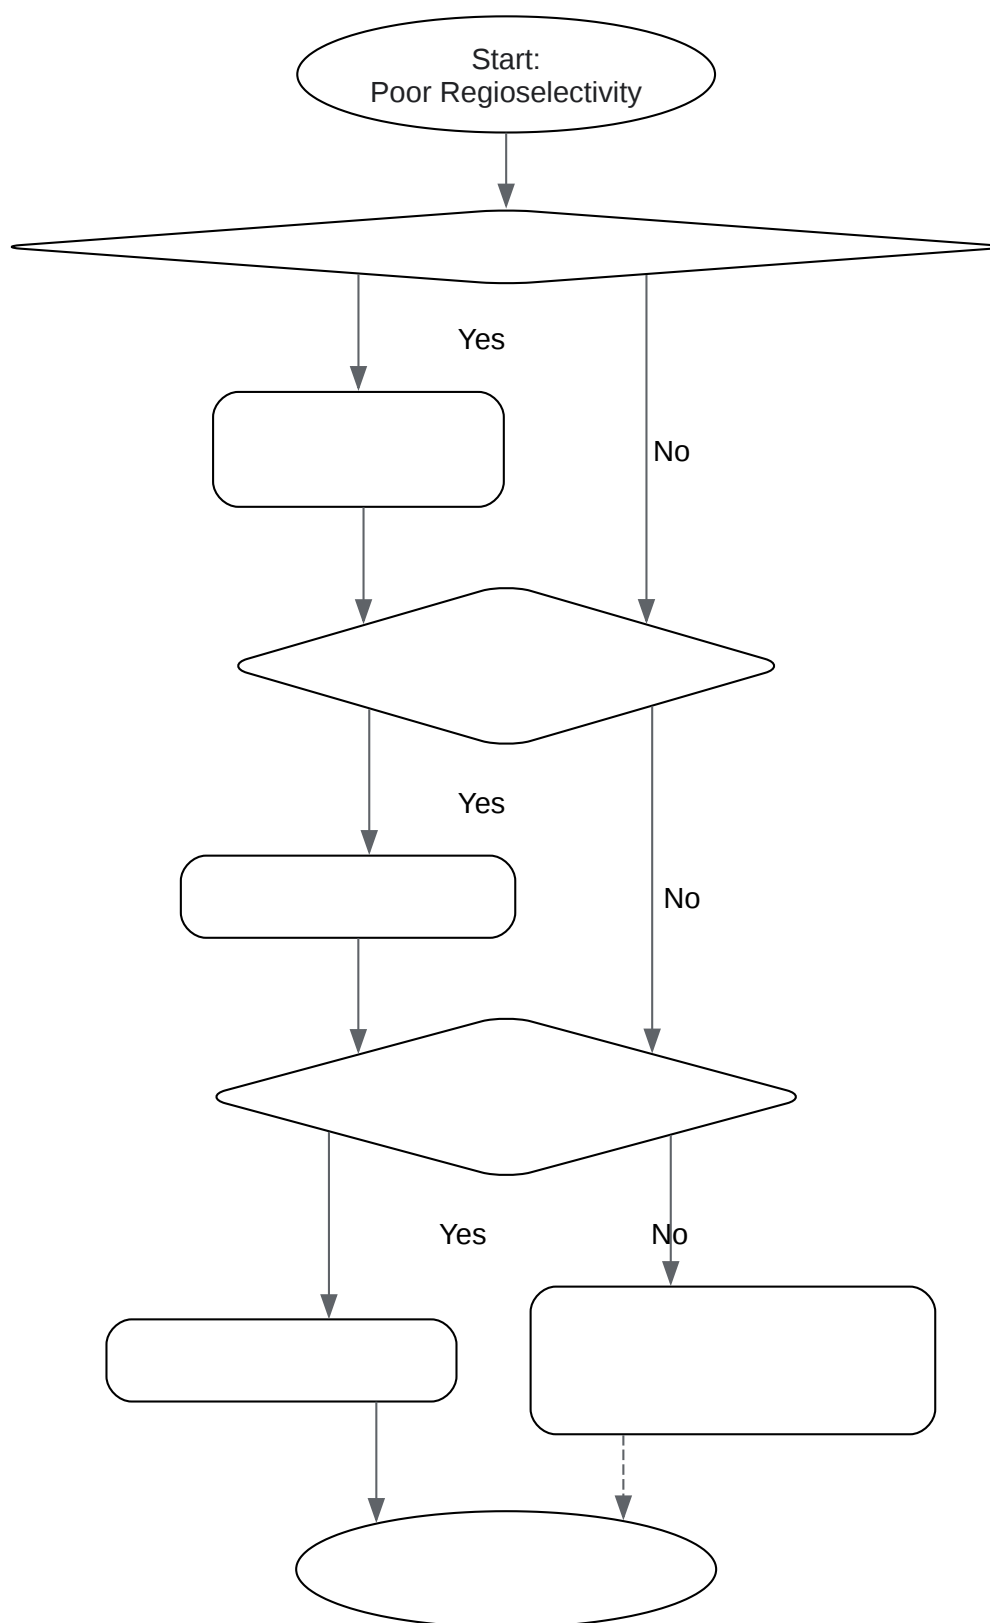 Start:
Poor Regioselectivity
Yes
No
Yes
No
Yes
No